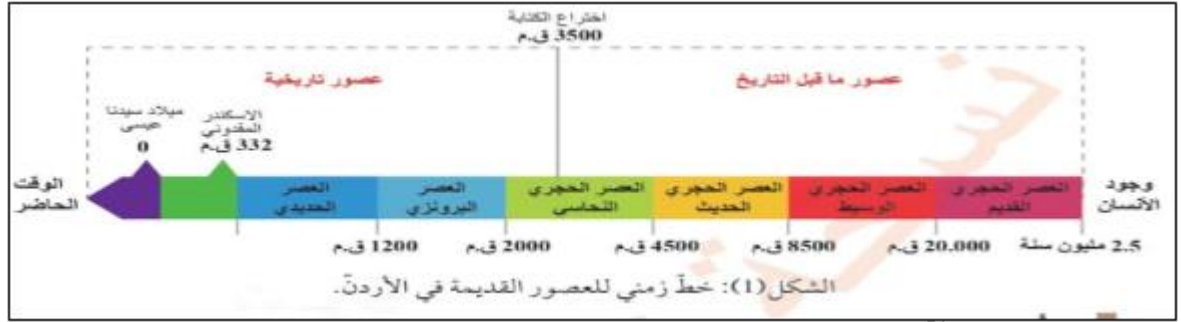 اختراع الكتابة
3500 ق.م
عصور ما قبل التاريخ
عصور تاريخية
الاسكندر
المقدوني
332 ق.م
ميلاد سيدنا
عيسى
0
وجود
الأنسان
العصر الحجري
القديم
العصر الحجري
الوسيط
العصر الحجري
الحديث
العصر الحجري
النحاسي
العصر
البرونزي
العصر
الحديدي
الوقت
الحاضر
2.5 مليون سنة
20.000 ق.م
8500 ق.م
4500 ق.م
2000 ق.م
1200 ق.م
الشكل(1): خطّ زمني للعصور القديمة في الأردنّ.